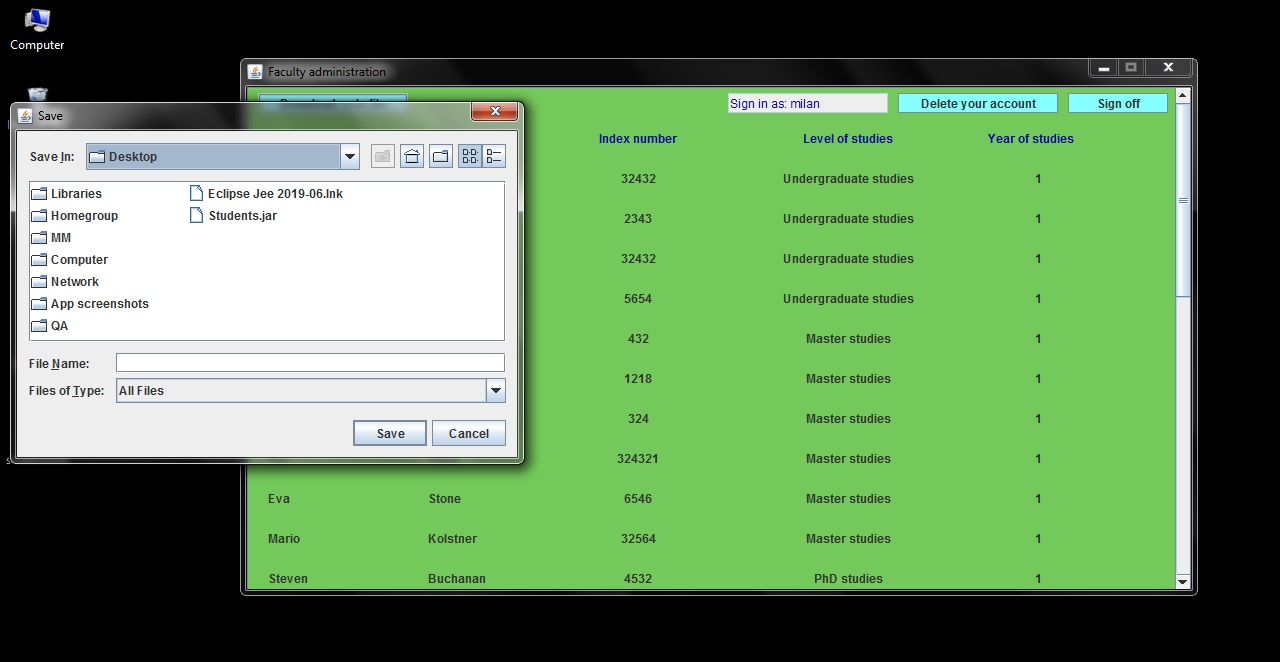 Computer
Faculty administration
Sign in as: milan
Delete your account
Sign off
Save
Save In:
Desktop
Libraries
Homegroup
MM
Computer
Network
App screenshots
QA
Eclipse Jee 2019-06.lnk
Students.jar
File Name:
Files of Type:
All Files
Save
Cancel
Index number Level of studies Year of studies
32432 Undergraduate studies 1
2343 Undergraduate studies 1
32432 Undergraduate studies 1
5654 Undergraduate studies 1
432 Master studies 1
1218 Master studies 1
324 Master studies 1
324321 Master studies 1
Eva Stone 6546 Master studies 1
Mario Kolstner 32564 Master studies 1
Steven Buchanan 4532 PhD studies 1